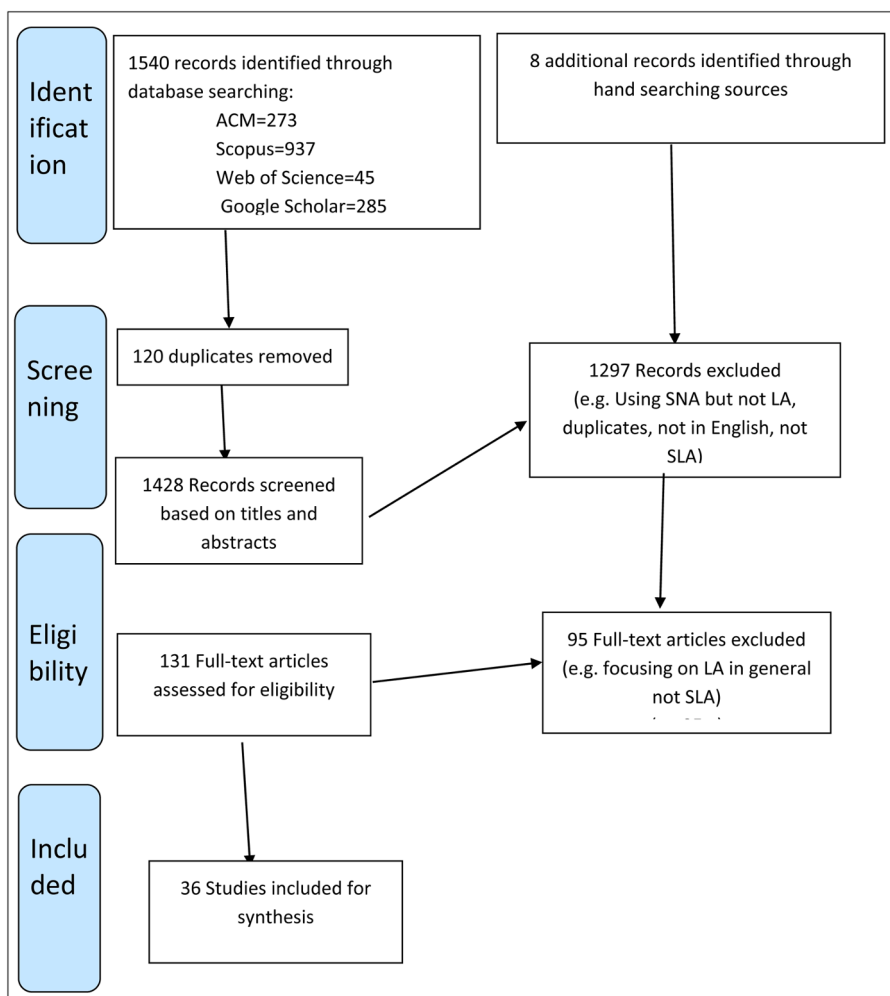 Ident
ificat
ion
1540 records identified through
database searching:
ACM=273
Scopus=937
Web of Science=45
Google Scholar=285
8 additional records identified through
hand searching sources
Scree
ning
120 duplicates removed
1428 Records screened
based on titles and
abstracts
1297 Records excluded
(e.g. Using SNA but not LA,
duplicates, not in English, not
SLA)
Eligi
bility
131 Full-text articles
assessed for eligibility
95 Full-text articles excluded
(e.g. focusing on LA in general
not SLA)
Inclu
ded
36 Studies included for
synthesis